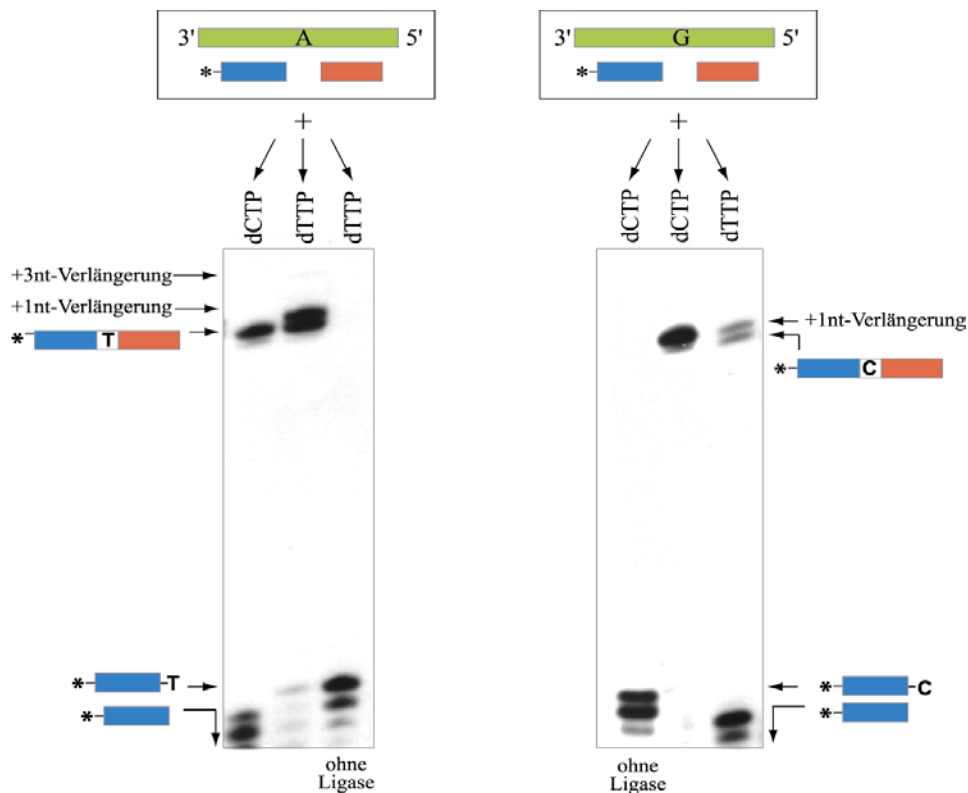 3' A 5'
*
3' G 5'
*
+
+
dCTP
dTTP
dTTP
dCTP
dCTP
dTTP
+3nt-Verlängerung
+1nt-Verlängerung
* T
+1nt-Verlängerung
* C
* T
*
* C
*
ohne
Ligase
ohne
Ligase